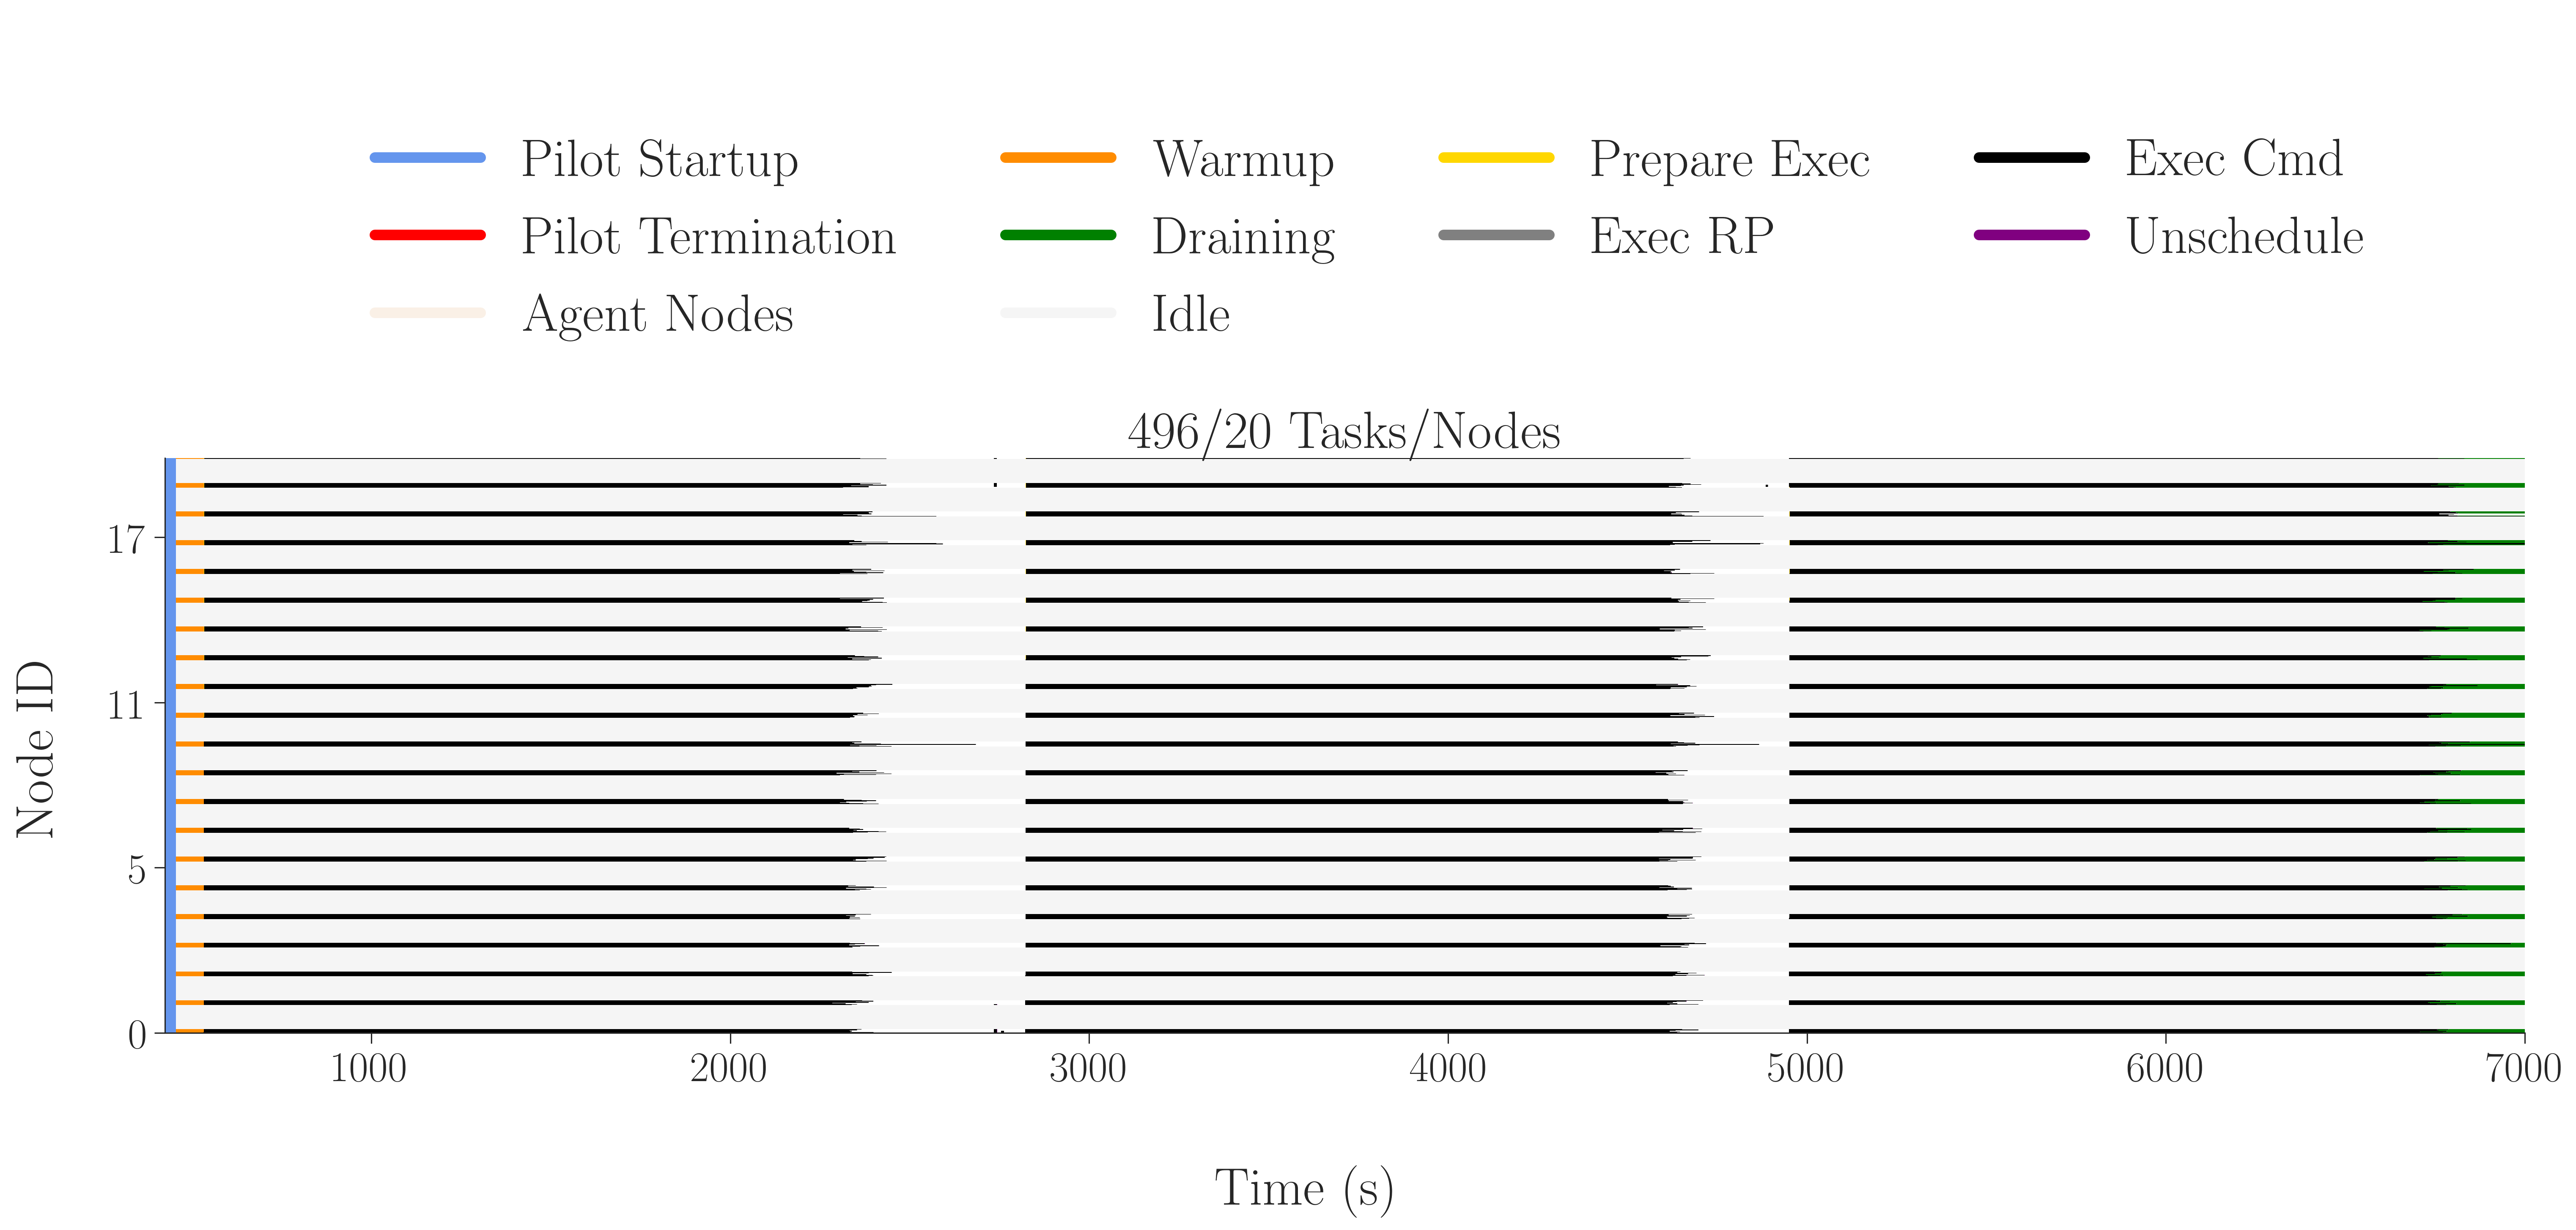 Pilot Startup Warmup Prepare Exec Exec Cmd
Pilot Termination Draining Exec RP Unschedule
Agent Nodes Idle
496/20 Tasks/Nodes
17
11
5
0
Node ID
1000 2000 3000 4000 5000 6000 7000
Time (s)